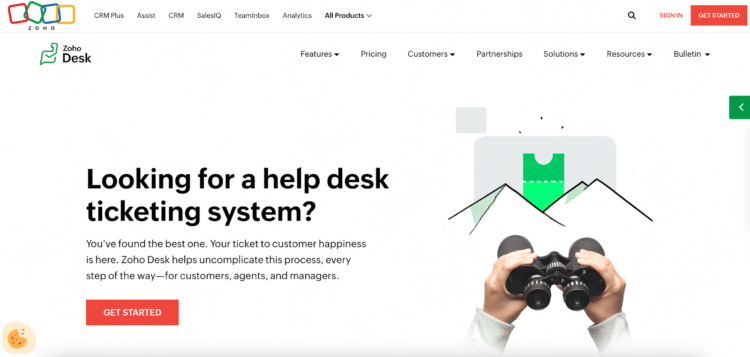 ZOHO
CRM Plus Assist CRM SalesIQ TeamInbox Analytics All Products SIGN IN GET STARTED
Zoho
Desk
Features Pricing Customers Partnerships Solutions Resources Bulletin
Looking for a help desk
ticketing system?
You've found the best one. Your ticket to customer happiness
is here. Zoho Desk helps uncomplicate this process, every
step of the way—for customers, agents, and managers.
GET STARTED